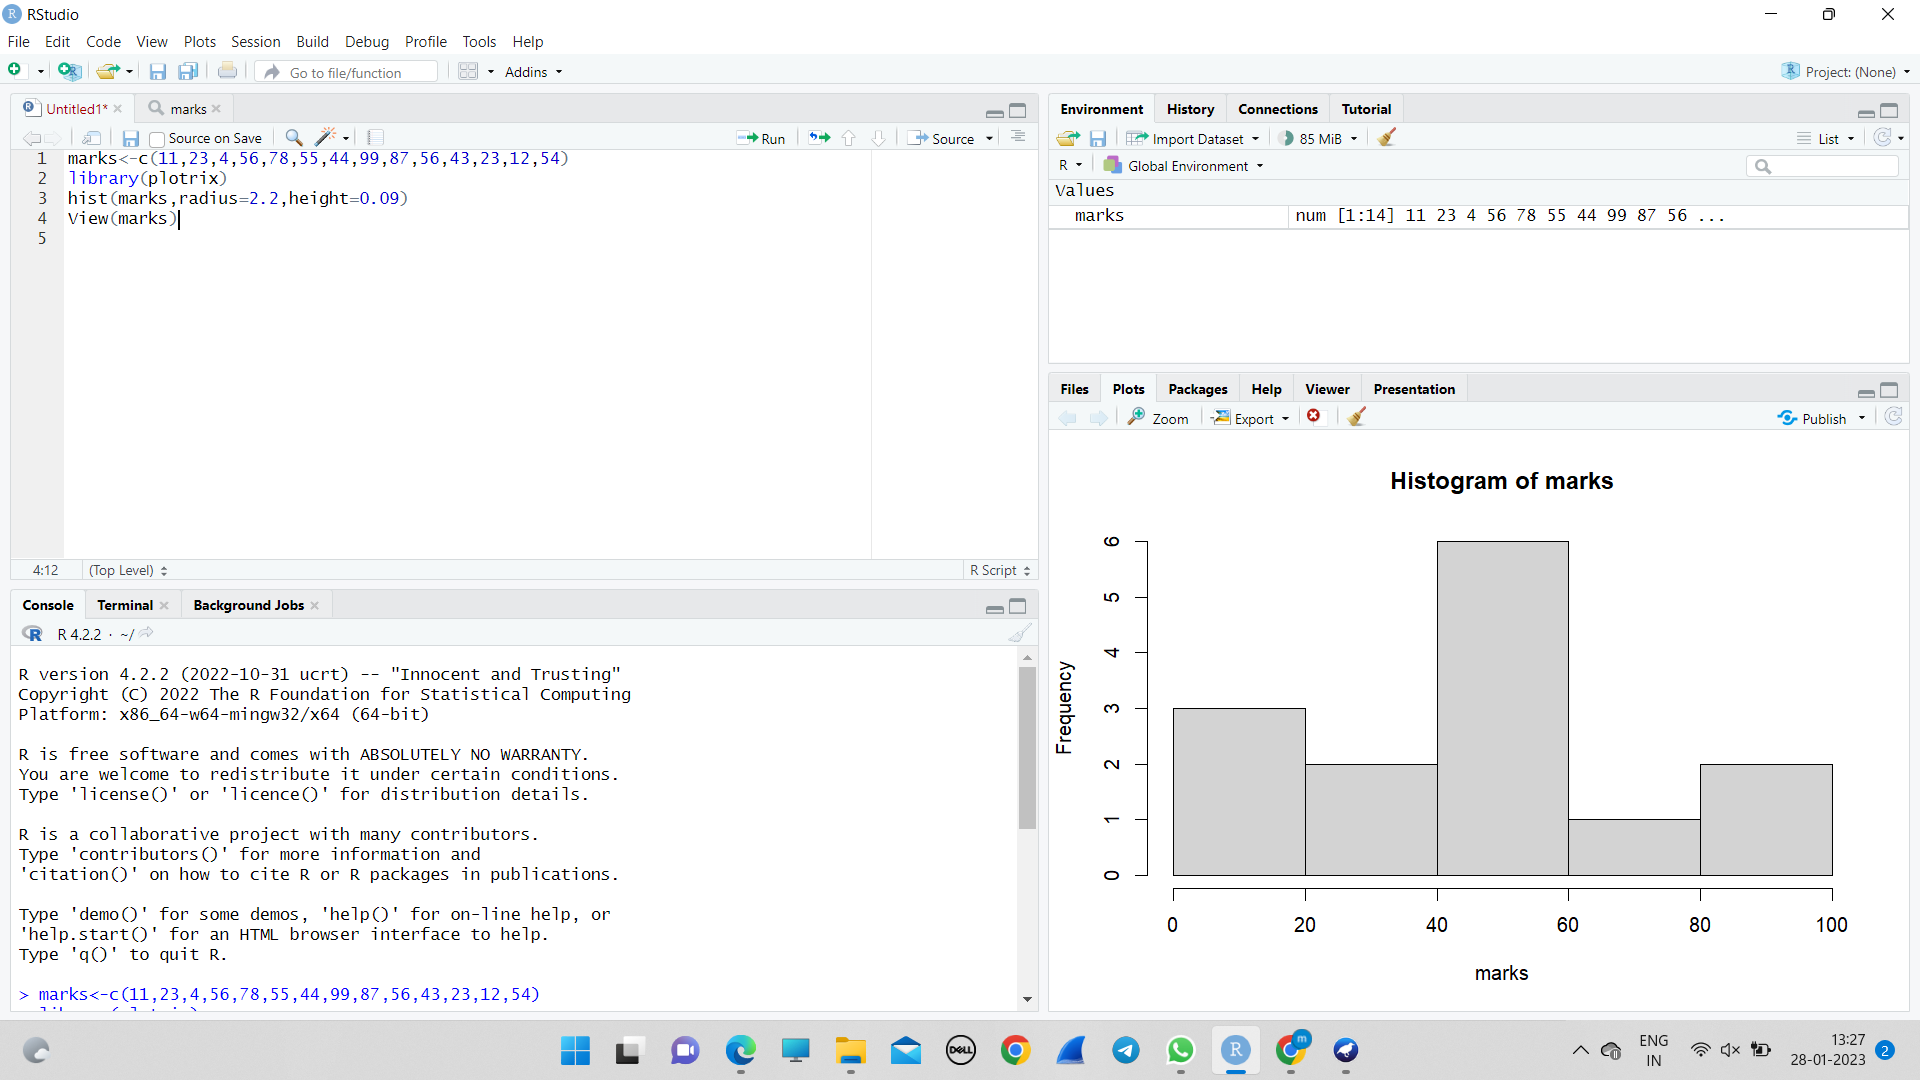 RStudio
File Edit Code View Plots Session Build Debug Profile Tools Help
Go to file/function Addins Project: (None)
Untitled1* marks
Source on Save Run Source
1 marks<-c(11,23,4,56,78,55,44,99,87,56,43,23,12,54)
2 library(plotrix)
3 hist(marks,radius=2.2,height=0.09)
4 View(marks)
5
4:12 (Top Level) R Script
Console Terminal Background Jobs
R 4.2.2 · ~/
R version 4.2.2 (2022-10-31 ucrt) -- "Innocent and Trusting"
Copyright (C) 2022 The R Foundation for Statistical Computing
Platform: x86_64-w64-mingw32/x64 (64-bit)
R is free software and comes with ABSOLUTELY NO WARRANTY.
You are welcome to redistribute it under certain conditions.
Type 'license()' or 'licence()' for distribution details.
R is a collaborative project with many contributors.
Type 'contributors()' for more information and
'citation()' on how to cite R or R packages in publications.
Type 'demo()' for some demos, 'help()' for on-line help, or
'help.start()' for an HTML browser interface to help.
Type 'q()' to quit R.
> marks<-c(11,23,4,56,78,55,44,99,87,56,43,23,12,54)
Environment History Connections Tutorial
Import Dataset 85 MiB List
R Global Environment
Values
marks num [1:14] 11 23 4 56 78 55 44 99 87 56 ...
Files Plots Packages Help Viewer Presentation
Zoom Export Publish
Histogram of marks
Frequency
6
5
4
3
2
1
0
0 20 40 60 80 100
marks
DELL
R
m
ENG
IN
13:27
28-01-2023
2